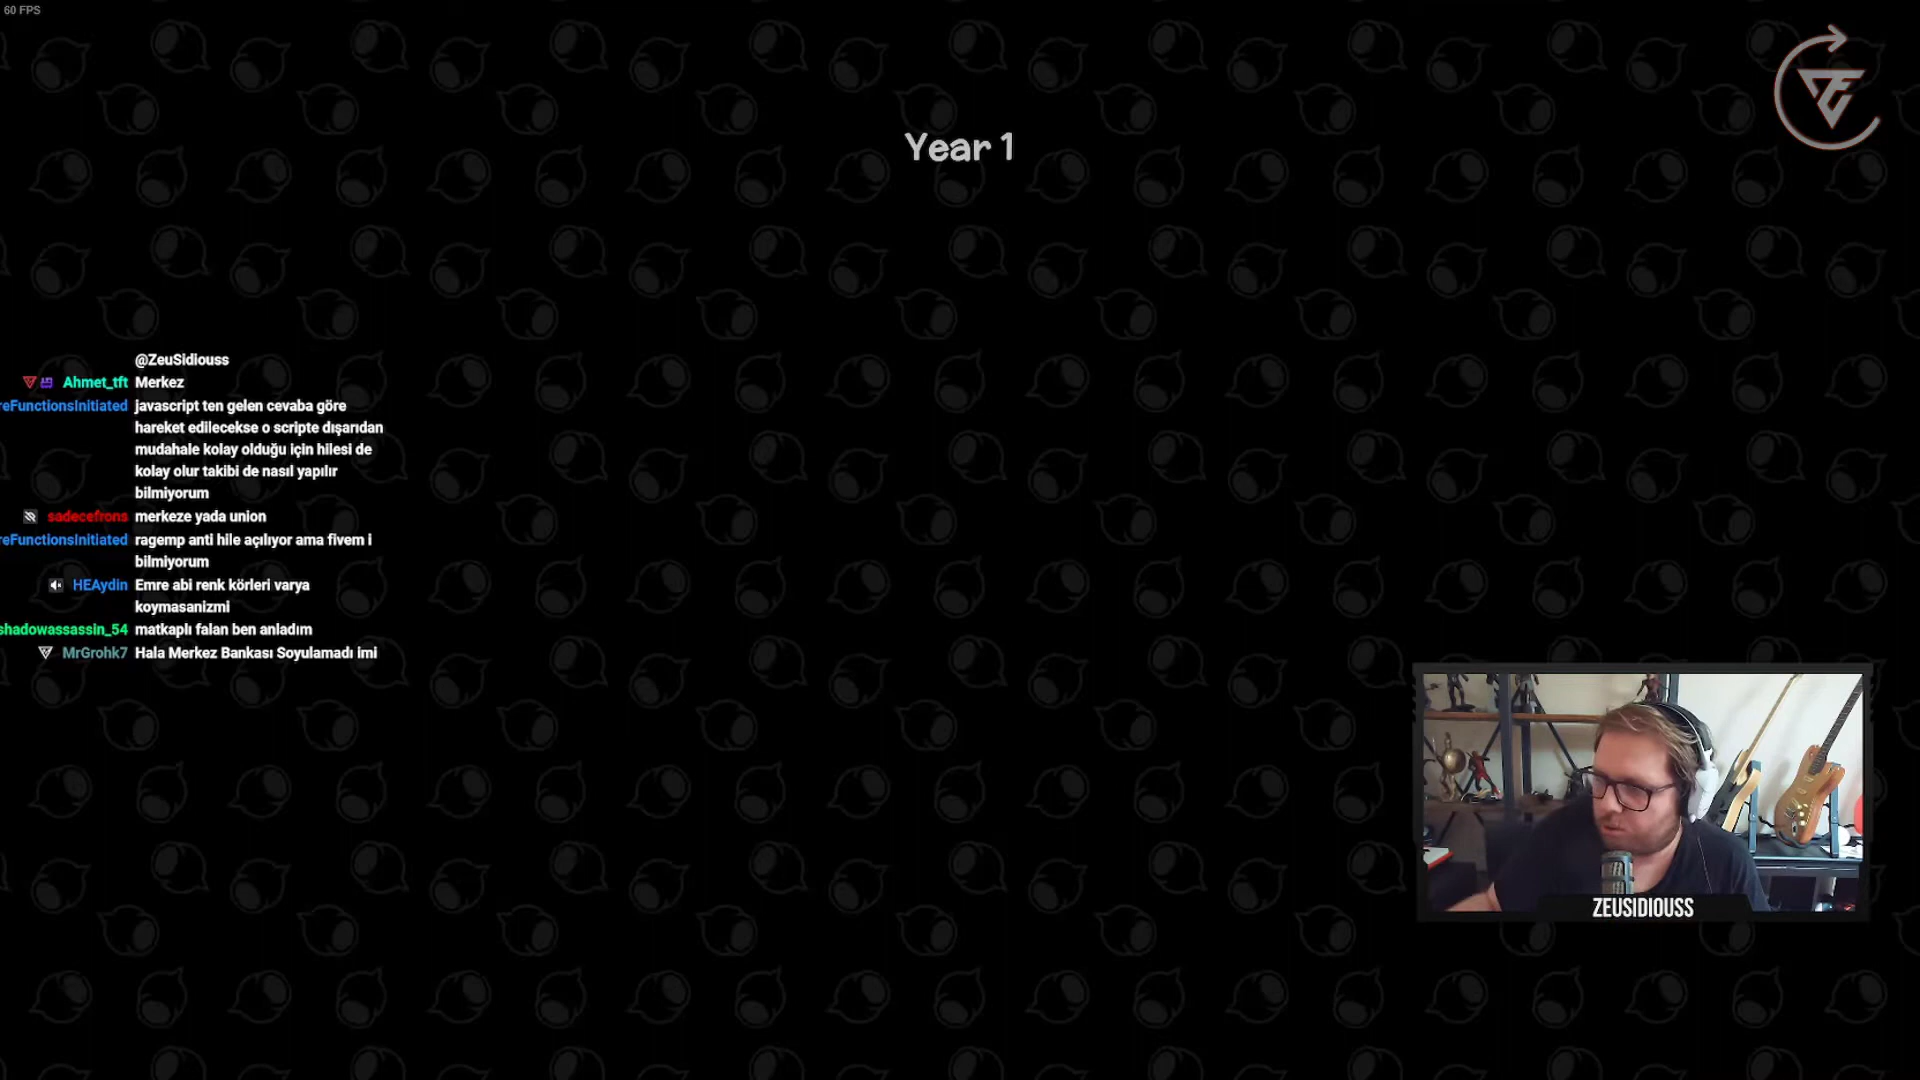 60 FPS
Year 1
@ZeuSidiouss
Ahmet_tft Merkez
reFunctionsInitiated javascript ten gelen cevaba göre
hareket edilecekse o scripte dışarıdan
mudahale kolay olduğu için hilesi de
kolay olur takibi de nasıl yapılır
bilmiyorum
sadecefrons merkeze yada union
reFunctionsInitiated ragemp anti hile açılıyor ama fivem i
bilmiyorum
HEAydin Emre abi renk körleri varya
koymasanizmi
shadowassassin_54 matkaplı falan ben anladım
MrGrohk7 Hala Merkez Bankası Soyulamadı imi
ZEUSIDIOUSS